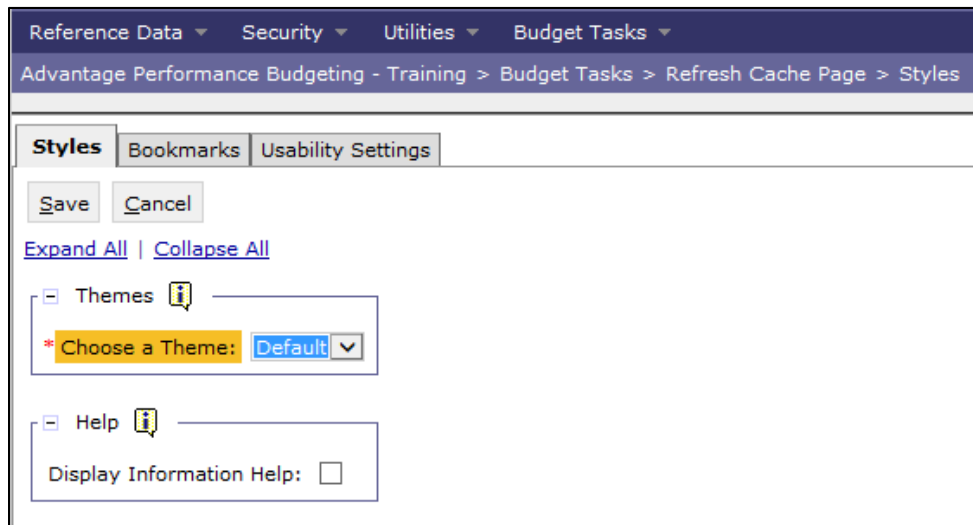 Reference Data Security Utilities Budget Tasks
Advantage Performance Budgeting - Training > Budget Tasks > Refresh Cache Page > Styles
Styles Bookmarks Usability Settings
Save Cancel
Expand All | Collapse All
Themes
* Choose a Theme: Default
Help
Display Information Help: